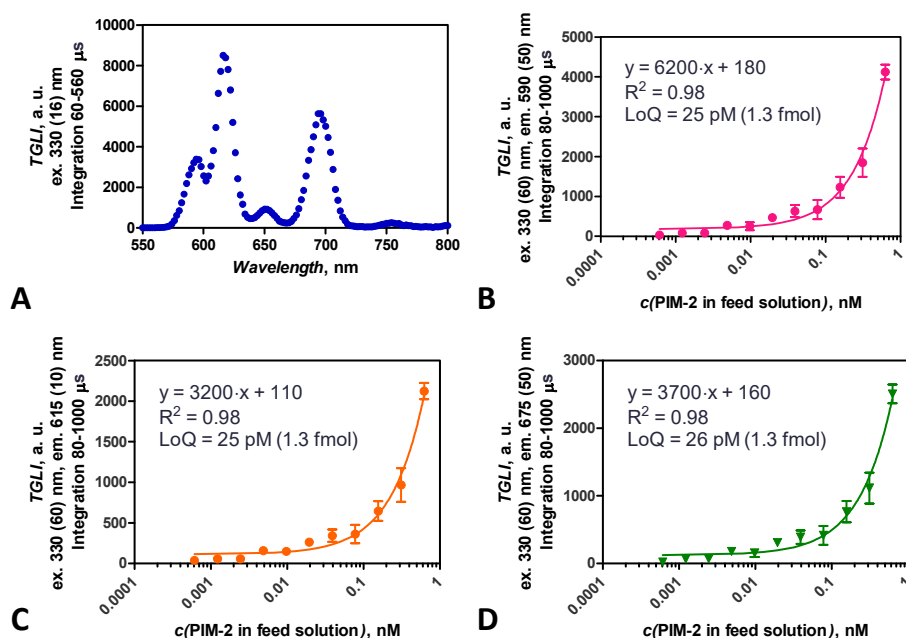 TGLI, a. u.
ex. 330 (16) nm
Integration 60-560 µs
10000
8000
6000
4000
2000
0
550
600
650
700
750
800
Wavelength, nm
A
TGLI, a. u.
ex. 330 (60) nm, em. 590 (50) nm
Integration 80-1000 µs
5000
4000
3000
2000
1000
0
y = 6200·x + 180
R² = 0.98
LoQ = 25 pM (1.3 fmol)
0.0001
0.001
0.01
0.1
1
c(PIM-2 in feed solution), nM
B
TGLI, a. u.
ex. 330 (60) nm, em. 615 (10) nm
Integration 80-1000 µs
2500
2000
1500
1000
500
0
y = 3200·x + 110
R² = 0.98
LoQ = 25 pM (1.3 fmol)
0.0001
0.001
0.01
0.1
1
c(PIM-2 in feed solution), nM
C
TGLI, a. u.
ex. 330 (60) nm, em. 675 (50) nm
Integration 80-1000 µs
3000
2000
1000
0
y = 3700·x + 160
R² = 0.98
LoQ = 26 pM (1.3 fmol)
0.0001
0.001
0.01
0.1
1
c(PIM-2 in feed solution), nM
D